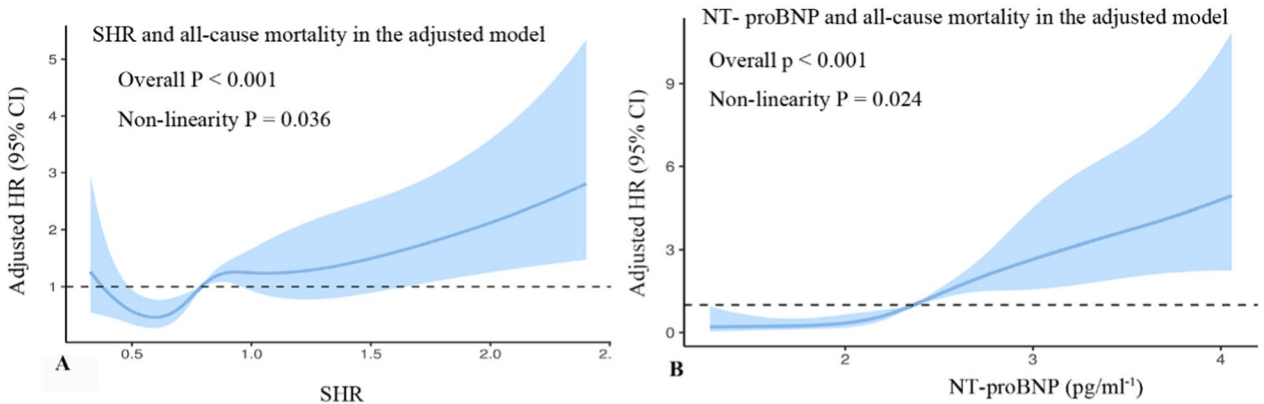 SHR and all-cause mortality in the adjusted model
Overall P < 0.001
Non-linearity P = 0.036
Adjusted HR (95% CI)
5
4
3
2
1
0.5
1.0
1.5
2.0
2.
A
SHR
NT- proBNP and all-cause mortality in the adjusted model
Overall p < 0.001
Non-linearity P = 0.024
Adjusted HR (95% CI)
9
6
3
0
2
3
4
B
NT-proBNP (pg/ml⁻¹)